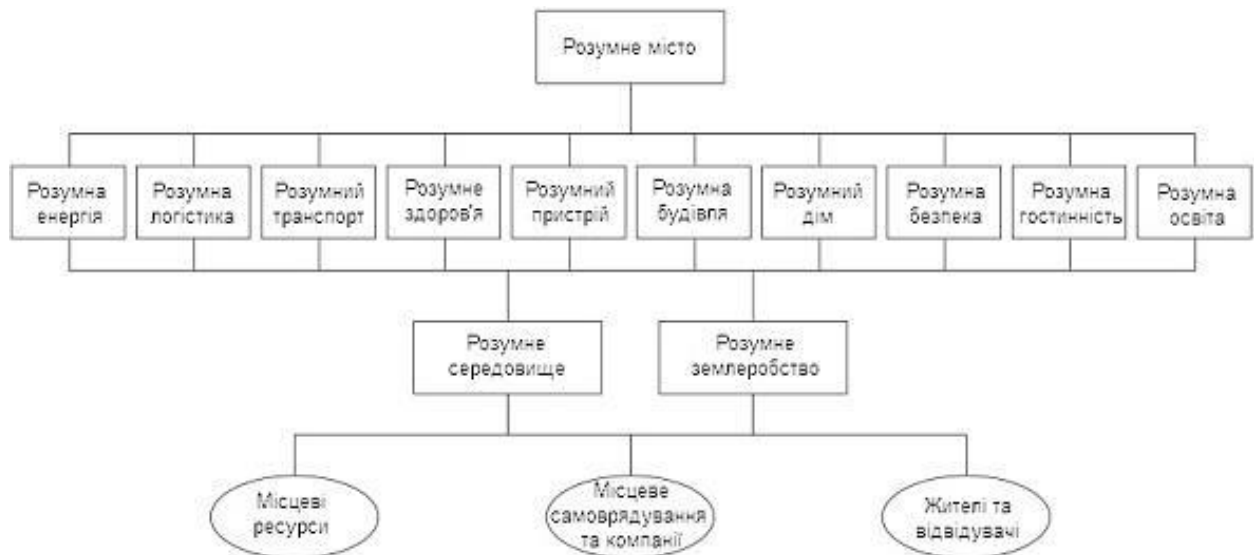 Розумне місто
Розумна
енергія
Розумна
логістика
Розумний
транспорт
Розумне
здоров'я
Розумний
пристрій
Розумна
будівля
Розумний
дім
Розумна
безпека
Розумна
гостинність
Розумна
освіта
Розумне
середовище
Розумне
землеробство
Місцеві
ресурси
Місцеве
самоврядування
та компанії
Жителі та
відвідувачі